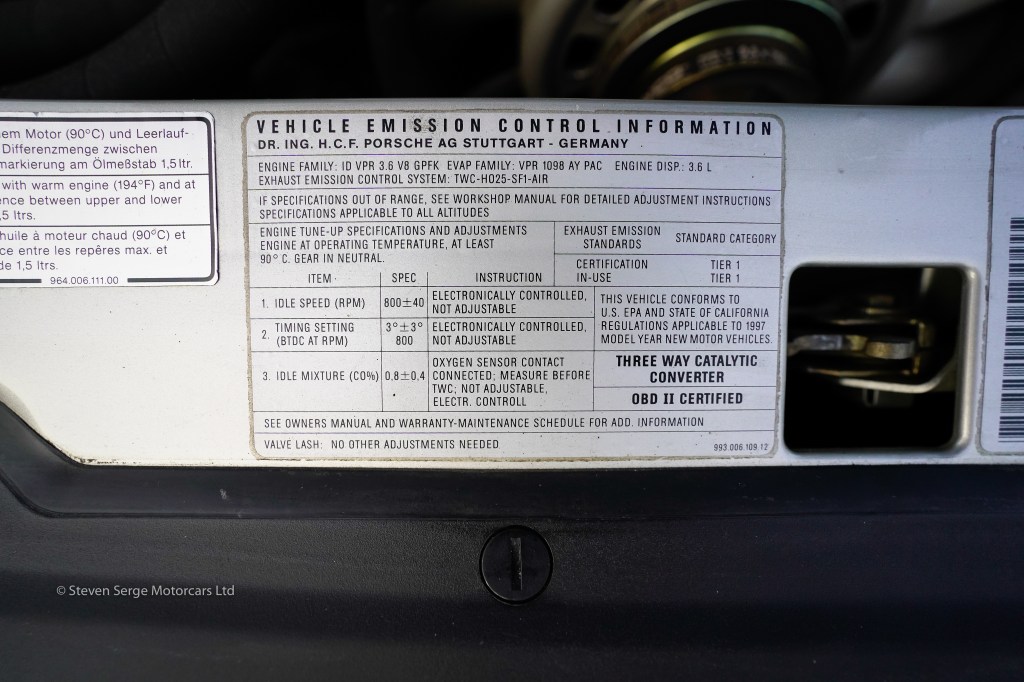 em Motor (90°C) und Leerlauf-
Differenzmenge zwischen
markierung am Ölmeßstab 1,5 ltr.
with warm engine (194°F) and at
ence between upper and lower
,5 ltrs.
huile à moteur chaud (90°C) et
ce entre les repêres max. et
de 1,5 ltrs.
964.006.111.00
VEHICLE EMISSION CONTROL INFORMATION
DR. ING. H.C.F. PORSCHE AG STUTTGART - GERMANY
ENGINE FAMILY: ID VPR 3.6 V8 GPFK EVAP FAMILY: VPR 1098 AY PAC ENGINE DISP.: 3.6 L
EXHAUST EMISSION CONTROL SYSTEM: TWC-HO2S-SFI-AIR
IF SPECIFICATIONS OUT OF RANGE, SEE WORKSHOP MANUAL FOR DETAILED ADJUSTMENT INSTRUCTIONS
SPECIFICATIONS APPLICABLE TO ALL ALTITUDES
ENGINE TUNE-UP SPECIFICATIONS AND ADJUSTMENTS
ENGINE AT OPERATING TEMPERATURE, AT LEAST
90° C. GEAR IN NEUTRAL.
EXHAUST EMISSION STANDARD CATEGORY
STANDARDS
CERTIFICATION TIER 1
IN-USE TIER 1
ITEM SPEC INSTRUCTION
1. IDLE SPEED (RPM) 800±40 ELECTRONICALLY CONTROLLED,
NOT ADJUSTABLE
2. TIMING SETTING 3°±3° ELECTRONICALLY CONTROLLED,
(BTDC AT RPM) 800 NOT ADJUSTABLE
3. IDLE MIXTURE (CO%) 0,8±0,4 OXYGEN SENSOR CONTACT
CONNECTED; MEASURE BEFORE
TWC; NOT ADJUSTABLE,
ELECTR. CONTROLL
THIS VEHICLE CONFORMS TO
U.S. EPA AND STATE OF CALIFORNIA
REGULATIONS APPLICABLE TO 1997
MODEL YEAR NEW MOTOR VEHICLES.
THREE WAY CATALYTIC
CONVERTER
OBD II CERTIFIED
SEE OWNERS MANUAL AND WARRANTY-MAINTENANCE SCHEDULE FOR ADD. INFORMATION
VALVE LASH: NO OTHER ADJUSTMENTS NEEDED
993.006.109.12
© Steven Serge Motorcars Ltd